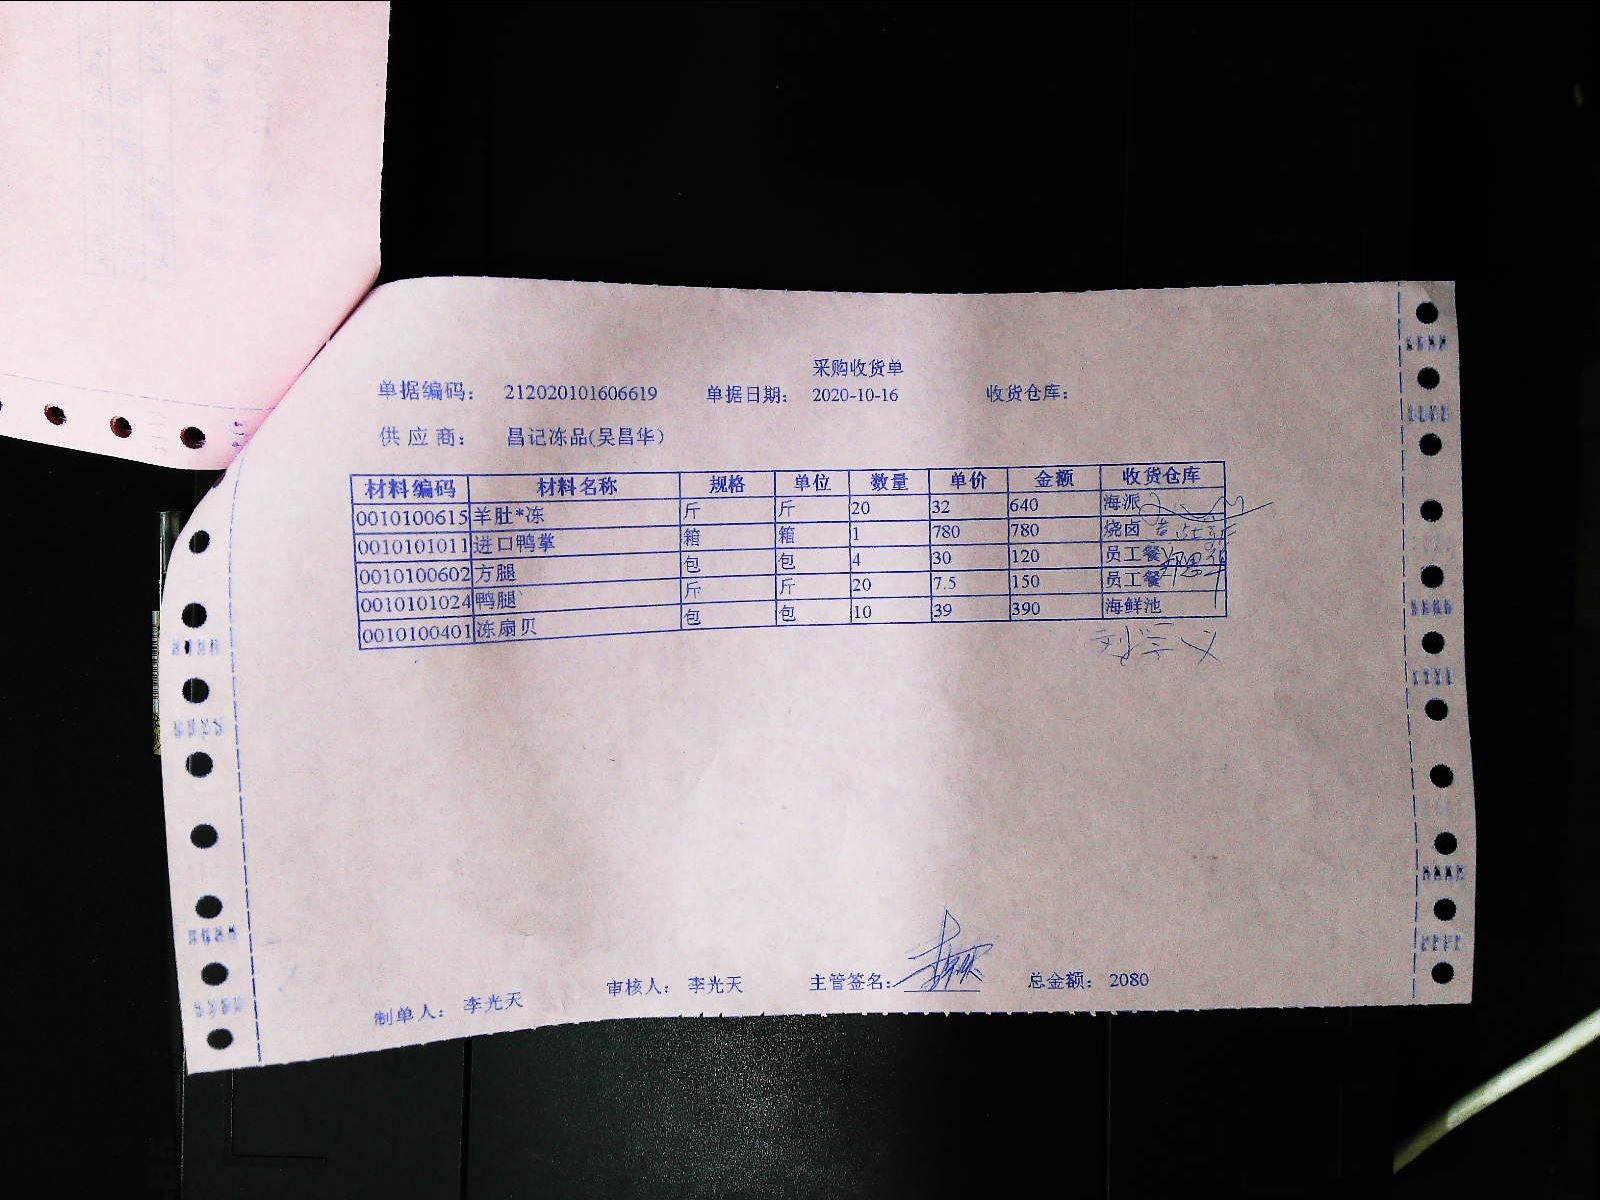 采购收货单
单据编码： 212020101606619 单据日期： 2020-10-16 收货仓库：
供应商： 昌记冻品(吴昌华)
材料编码 材料名称 规格 单位 数量 单价 金额 收货仓库
0010100615 羊肚*冻 斤 斤 20 32 640 海派
0010101011 进口鸭掌 箱 箱 1 780 780 烧卤
0010100602 方腿 包 包 4 30 120 员工餐
0010101024 鸭腿 斤 斤 20 7.5 150 员工餐
0010100401 冻扇贝 包 包 10 39 390 海鲜池
制单人： 李光天 审核人： 李光天 主管签名： 总金额： 2080